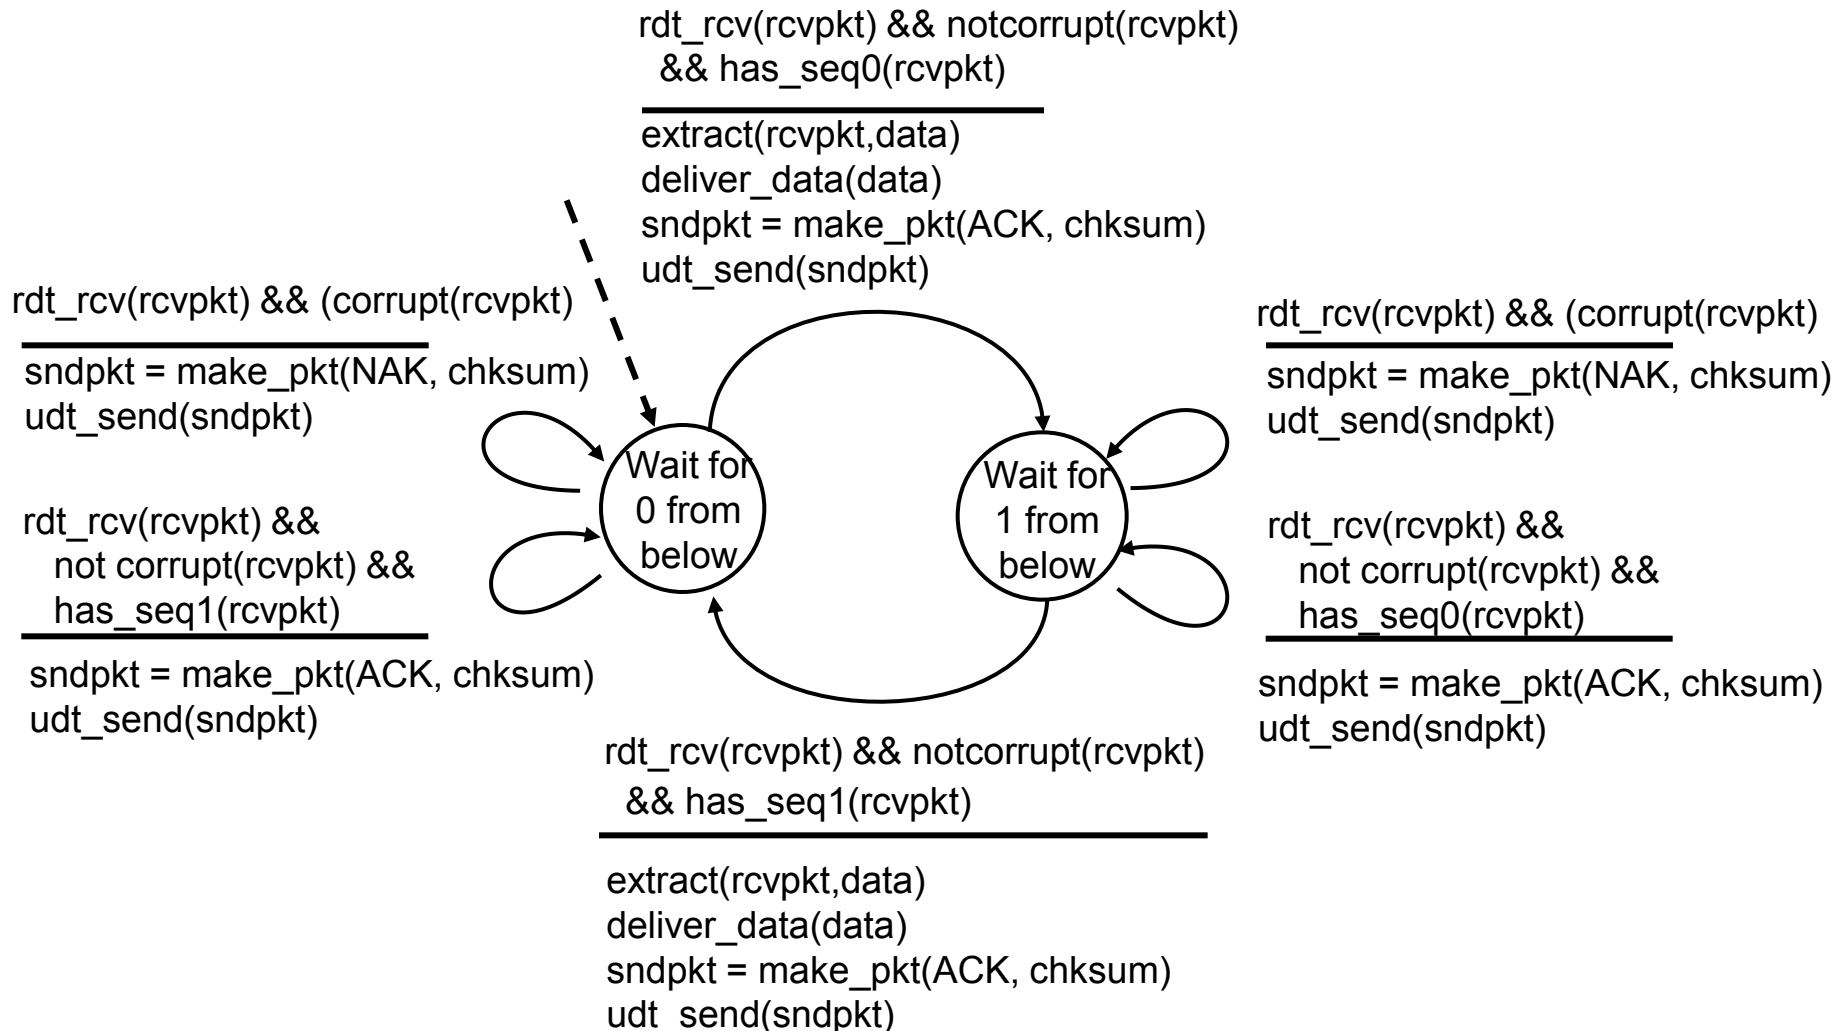 rdt_rcv(rcvpkt) && notcorrupt(rcvpkt)
&& has_seq0(rcvpkt)
extract(rcvpkt,data)
deliver_data(data)
sndpkt = make_pkt(ACK, chksum)
udt_send(sndpkt)
rdt_rcv(rcvpkt) && (corrupt(rcvpkt)
sndpkt = make_pkt(NAK, chksum)
udt_send(sndpkt)
rdt_rcv(rcvpkt) &&
not corrupt(rcvpkt) &&
has_seq1(rcvpkt)
sndpkt = make_pkt(ACK, chksum)
udt_send(sndpkt)
Wait for
0 from
below
Wait for
1 from
below
rdt_rcv(rcvpkt) && (corrupt(rcvpkt)
sndpkt = make_pkt(NAK, chksum)
udt_send(sndpkt)
rdt_rcv(rcvpkt) &&
not corrupt(rcvpkt) &&
has_seq0(rcvpkt)
sndpkt = make_pkt(ACK, chksum)
udt_send(sndpkt)
rdt_rcv(rcvpkt) && notcorrupt(rcvpkt)
&& has_seq1(rcvpkt)
extract(rcvpkt,data)
deliver_data(data)
sndpkt = make_pkt(ACK, chksum)
udt_send(sndpkt)